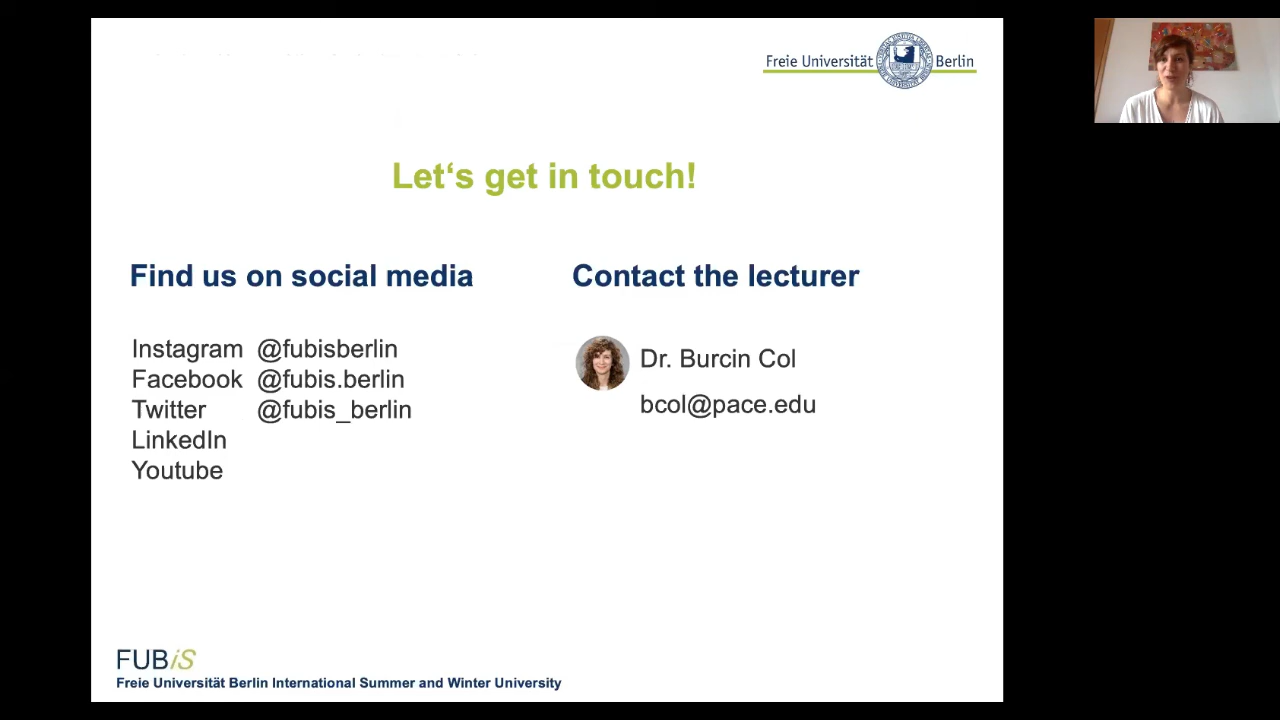 Freie Universität Berlin
Let‘s get in touch!
Find us on social media
Instagram @fubisberlin
Facebook @fubis.berlin
Twitter @fubis_berlin
LinkedIn
Youtube
Contact the lecturer
Dr. Burcin Col
bcol@pace.edu
FUBiS
Freie Universität Berlin International Summer and Winter University